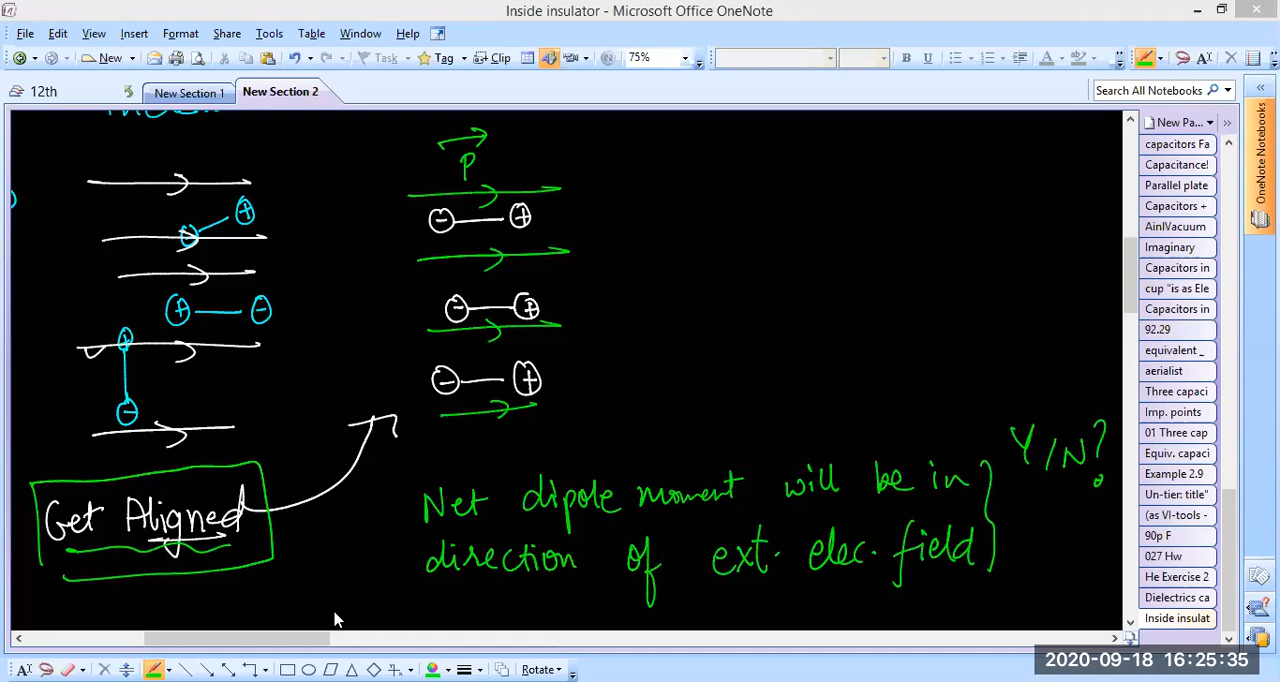 Inside insulator - Microsoft Office OneNote
File Edit View Insert Format Share Tools Table Window Help
New Task Tag Clip 75% B U A ab A
12th New Section 1 New Section 2 Search All Notebooks
New Pa...
capacitors Fa
Capacitance!
Parallel plate
Capacitors +
AinIVacuum
Imaginary
Capacitors in
cup "is as Ele
Capacitors in
92.29
equivalent _
aerialist
Three capaci
Imp. points
01 Three cap
Equiv. capaci
Example 2.9
Un-tier: title"
(as VI-tools -
90p F
027 Hw
He Exercise 2
Dielectrics ca
Inside insulat
OneNote Notebooks
P
- +
+
+ -
- +
+
-
- +
Get Aligned
Net dipole moment will be in
direction of ext. elec. field
Y/N?
2020-09-18 16:25:35
A Rotate